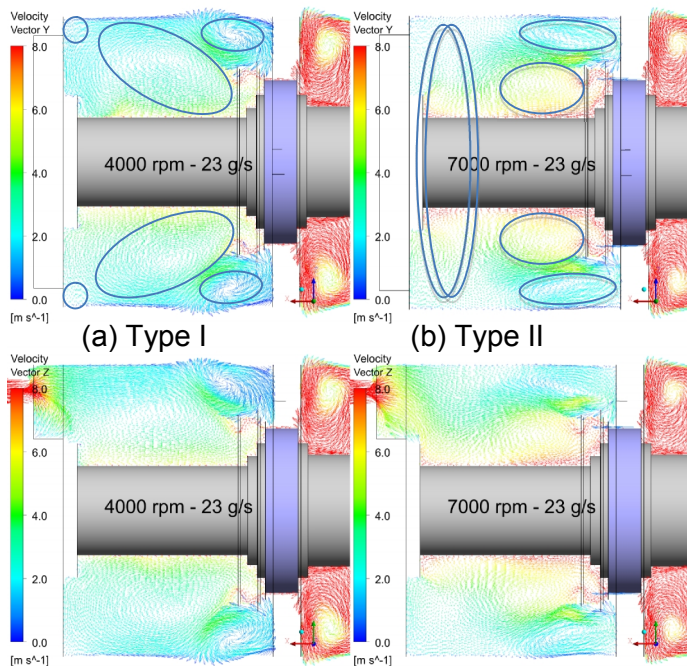 Velocity
Vector Y
8.0
6.0
4.0
2.0
0.0
[m s^-1]
4000 rpm - 23 g/s
(a) Type I
Velocity
Vector Y
8.0
6.0
4.0
2.0
0.0
[m s^-1]
7000 rpm - 23 g/s
(b) Type II
Velocity
Vector Z
8.0
6.0
4.0
2.0
0.0
[m s^-1]
4000 rpm - 23 g/s
Velocity
Vector Z
8.0
6.0
4.0
2.0
0.0
[m s^-1]
7000 rpm - 23 g/s